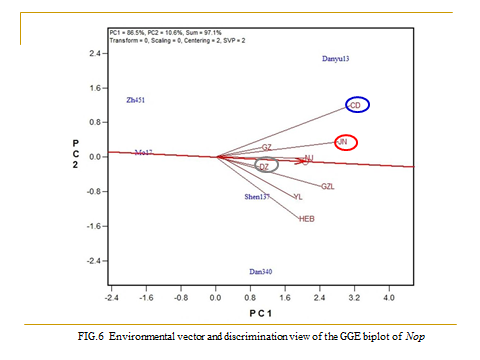 PC1 = 86.5%, PC2 = 10.6%, Sum = 97.1%
Transform = 0, Scaling = 0, Centering = 2, SVP = 2
2.4
Danyu13
1.6
Zh451
CD
0.8
JN
P
C
2
Mo17
GZ
0.0
NJ
DZ
GZL
-0.8
Shen137
YL
HEB
-1.6
-2.4
Dan340
-2.4 -1.6 -0.8 0.0 0.8 1.6 2.4 3.2 4.0
PC1
FIG.6 Environmental vector and discrimination view of the GGE biplot of Nop